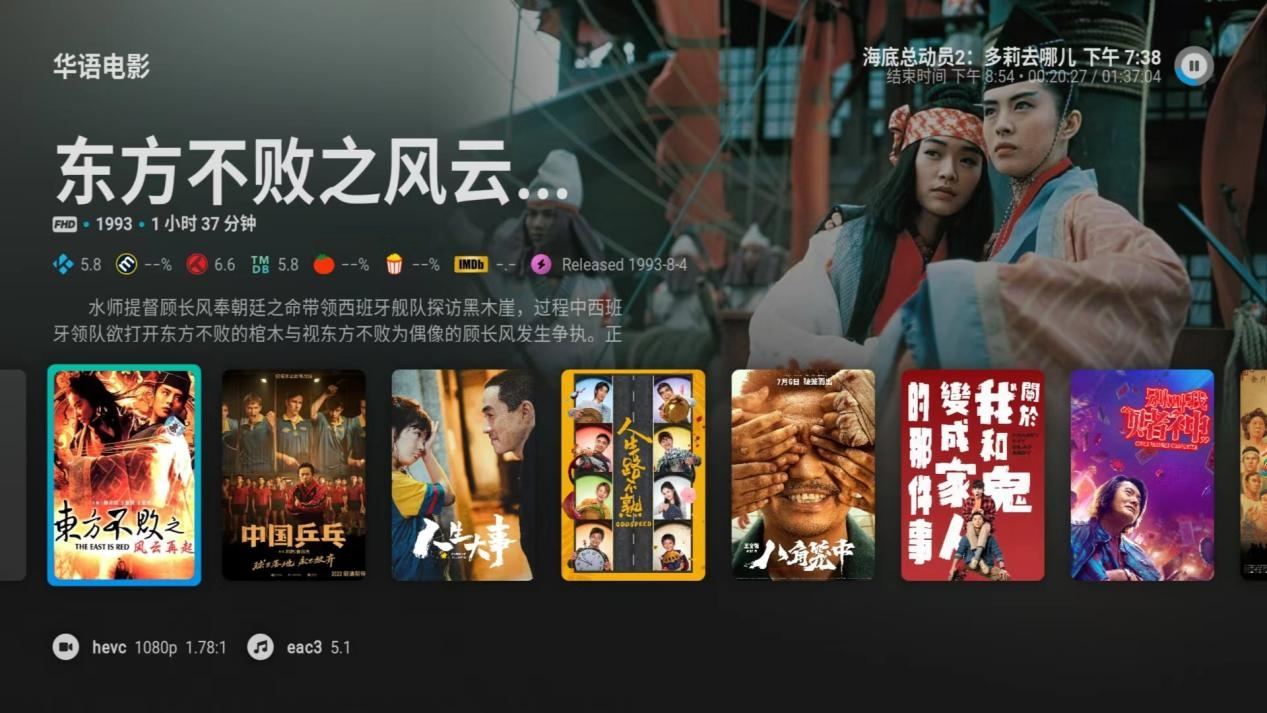 华语电影
海底总动员2：多莉去哪儿 下午 7:38
结束时间 下午 8:54 • 00:20:27 / 01:37:04
东方不败之风云...
FHD • 1993 • 1 小时 37 分钟
5.8 --% 6.6 TMDB 5.8 --% --% IMDb -.- Released 1993-8-4
水师提督顾长风奉朝廷之命带领西班牙舰队探访黑木崖，过程中西班
牙领队欲打开东方不败的棺木与视东方不败为偶像的顾长风发生争执。正
東方不败之
THE EAST IS RED 风云再起
中国乒乓
人生大事
人生路不熟
GODSPEED
7月6日
八角笼中
關於
我和鬼
變成家人
的那件事
别叫我“赌神”
hevc 1080p 1.78:1 eac3 5.1